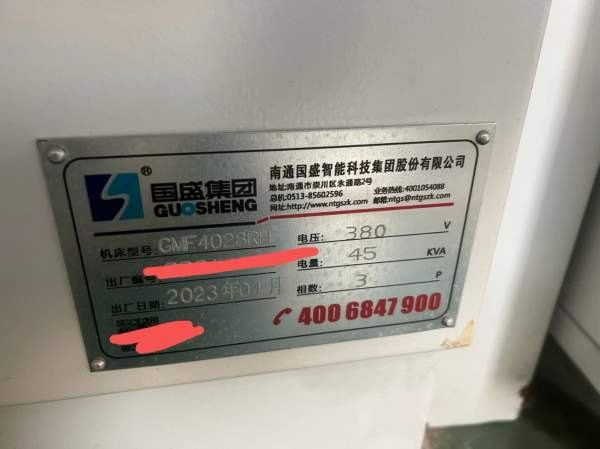 国盛集团®
GUOSHENG
南通国盛智能科技集团股份有限公司
地址:南通市崇川区永通路2号
总机:0513-85602596 业务热线:4001054088
网址:http://www.ntgszk.com 邮箱:ntgs@ntgszk.com
机床型号: GMF4028RH 电压: 380 V
出厂编号: 电量: 45 KVA
出厂日期: 2023年01月 相数: 3 P
400 6847 900